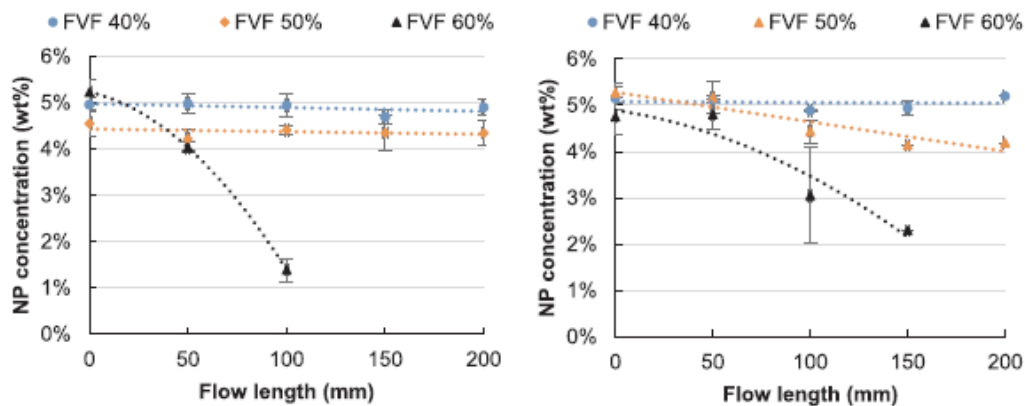 FVF 40% FVF 50% FVF 60%
6%
5%
4%
3%
2%
1%
0%
NP concentration (wt%)
0 50 100 150 200
Flow length (mm)
FVF 40% FVF 50% FVF 60%
6%
5%
4%
3%
2%
1%
0%
NP concentration (wt%)
0 50 100 150 200
Flow length (mm)